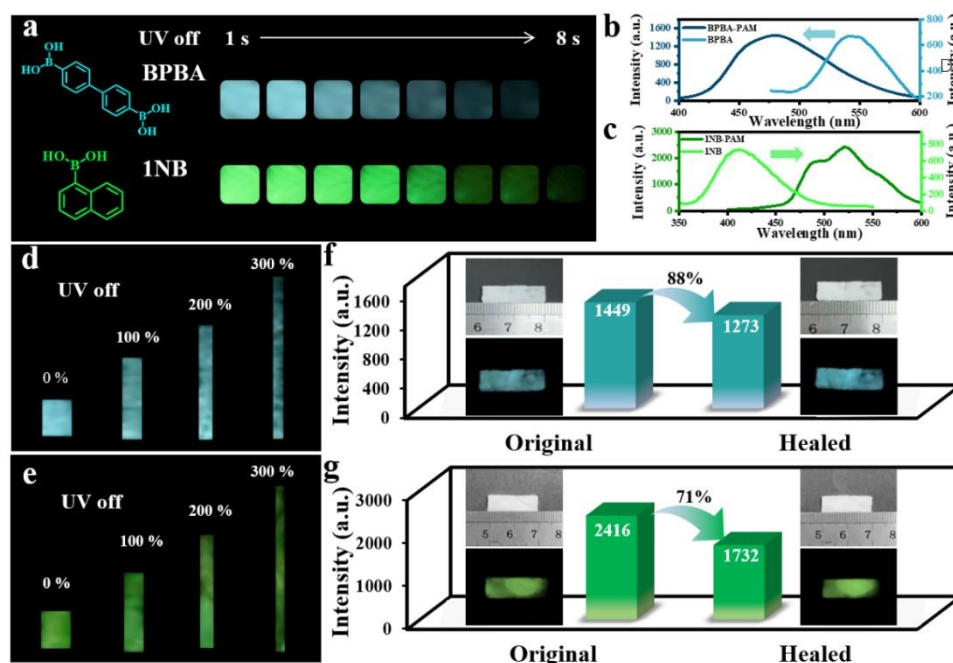 a
UV off
1 s
8 s
BPBA
1NB
OH
HO
B
B
OH
OH
HO
OH
B
b
BPBA-PAM
BPBA
Intensity (a.u.)
1600
1200
800
400
0
400
450
500
550
600
Wavelength (nm)
800
600
400
200
c
1NB-PAM
1NB
Intensity (a.u.)
3000
2000
1000
0
350
400
450
500
550
600
Wavelength (nm)
800
600
400
200
0
Intensity (a.u.)
d
UV off
0 %
100 %
200 %
300 %
e
UV off
0 %
100 %
200 %
300 %
f
Intensity (a.u.)
1600
1200
800
400
0
6 7 8
1449
88%
1273
6 7 8
Original
Healed
g
Intensity (a.u.)
3000
2000
1000
0
5 6 7 8
2416
71%
1732
5 6 7 8
Original
Healed